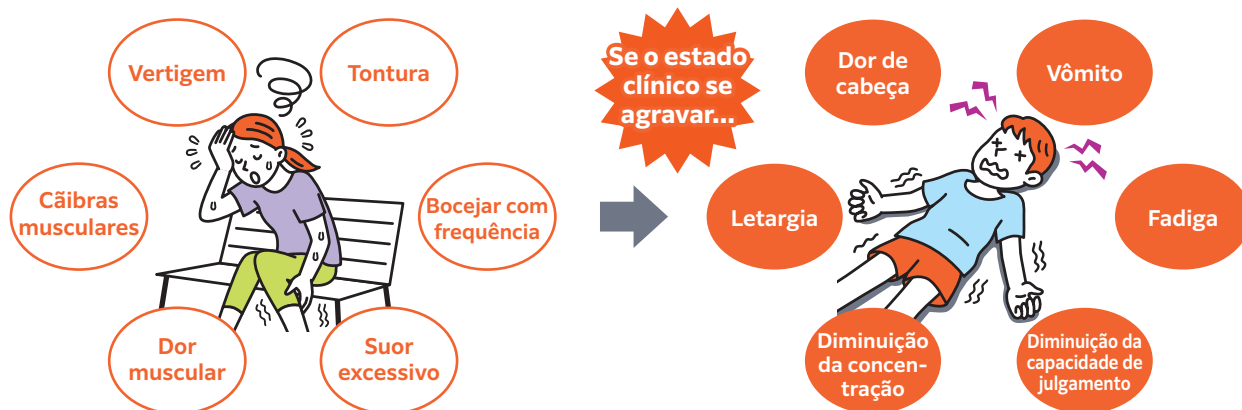 Vertigem
Tontura
Cãibras
musculares
Bocejar com
frequência
Dor
muscular
Suor
excessivo
Se o estado
clínico se
agravar...
Dor de
cabeça
Vômito
Letargia
Fadiga
Diminuição
da concen-
tração
Diminuição da
capacidade de
julgamento